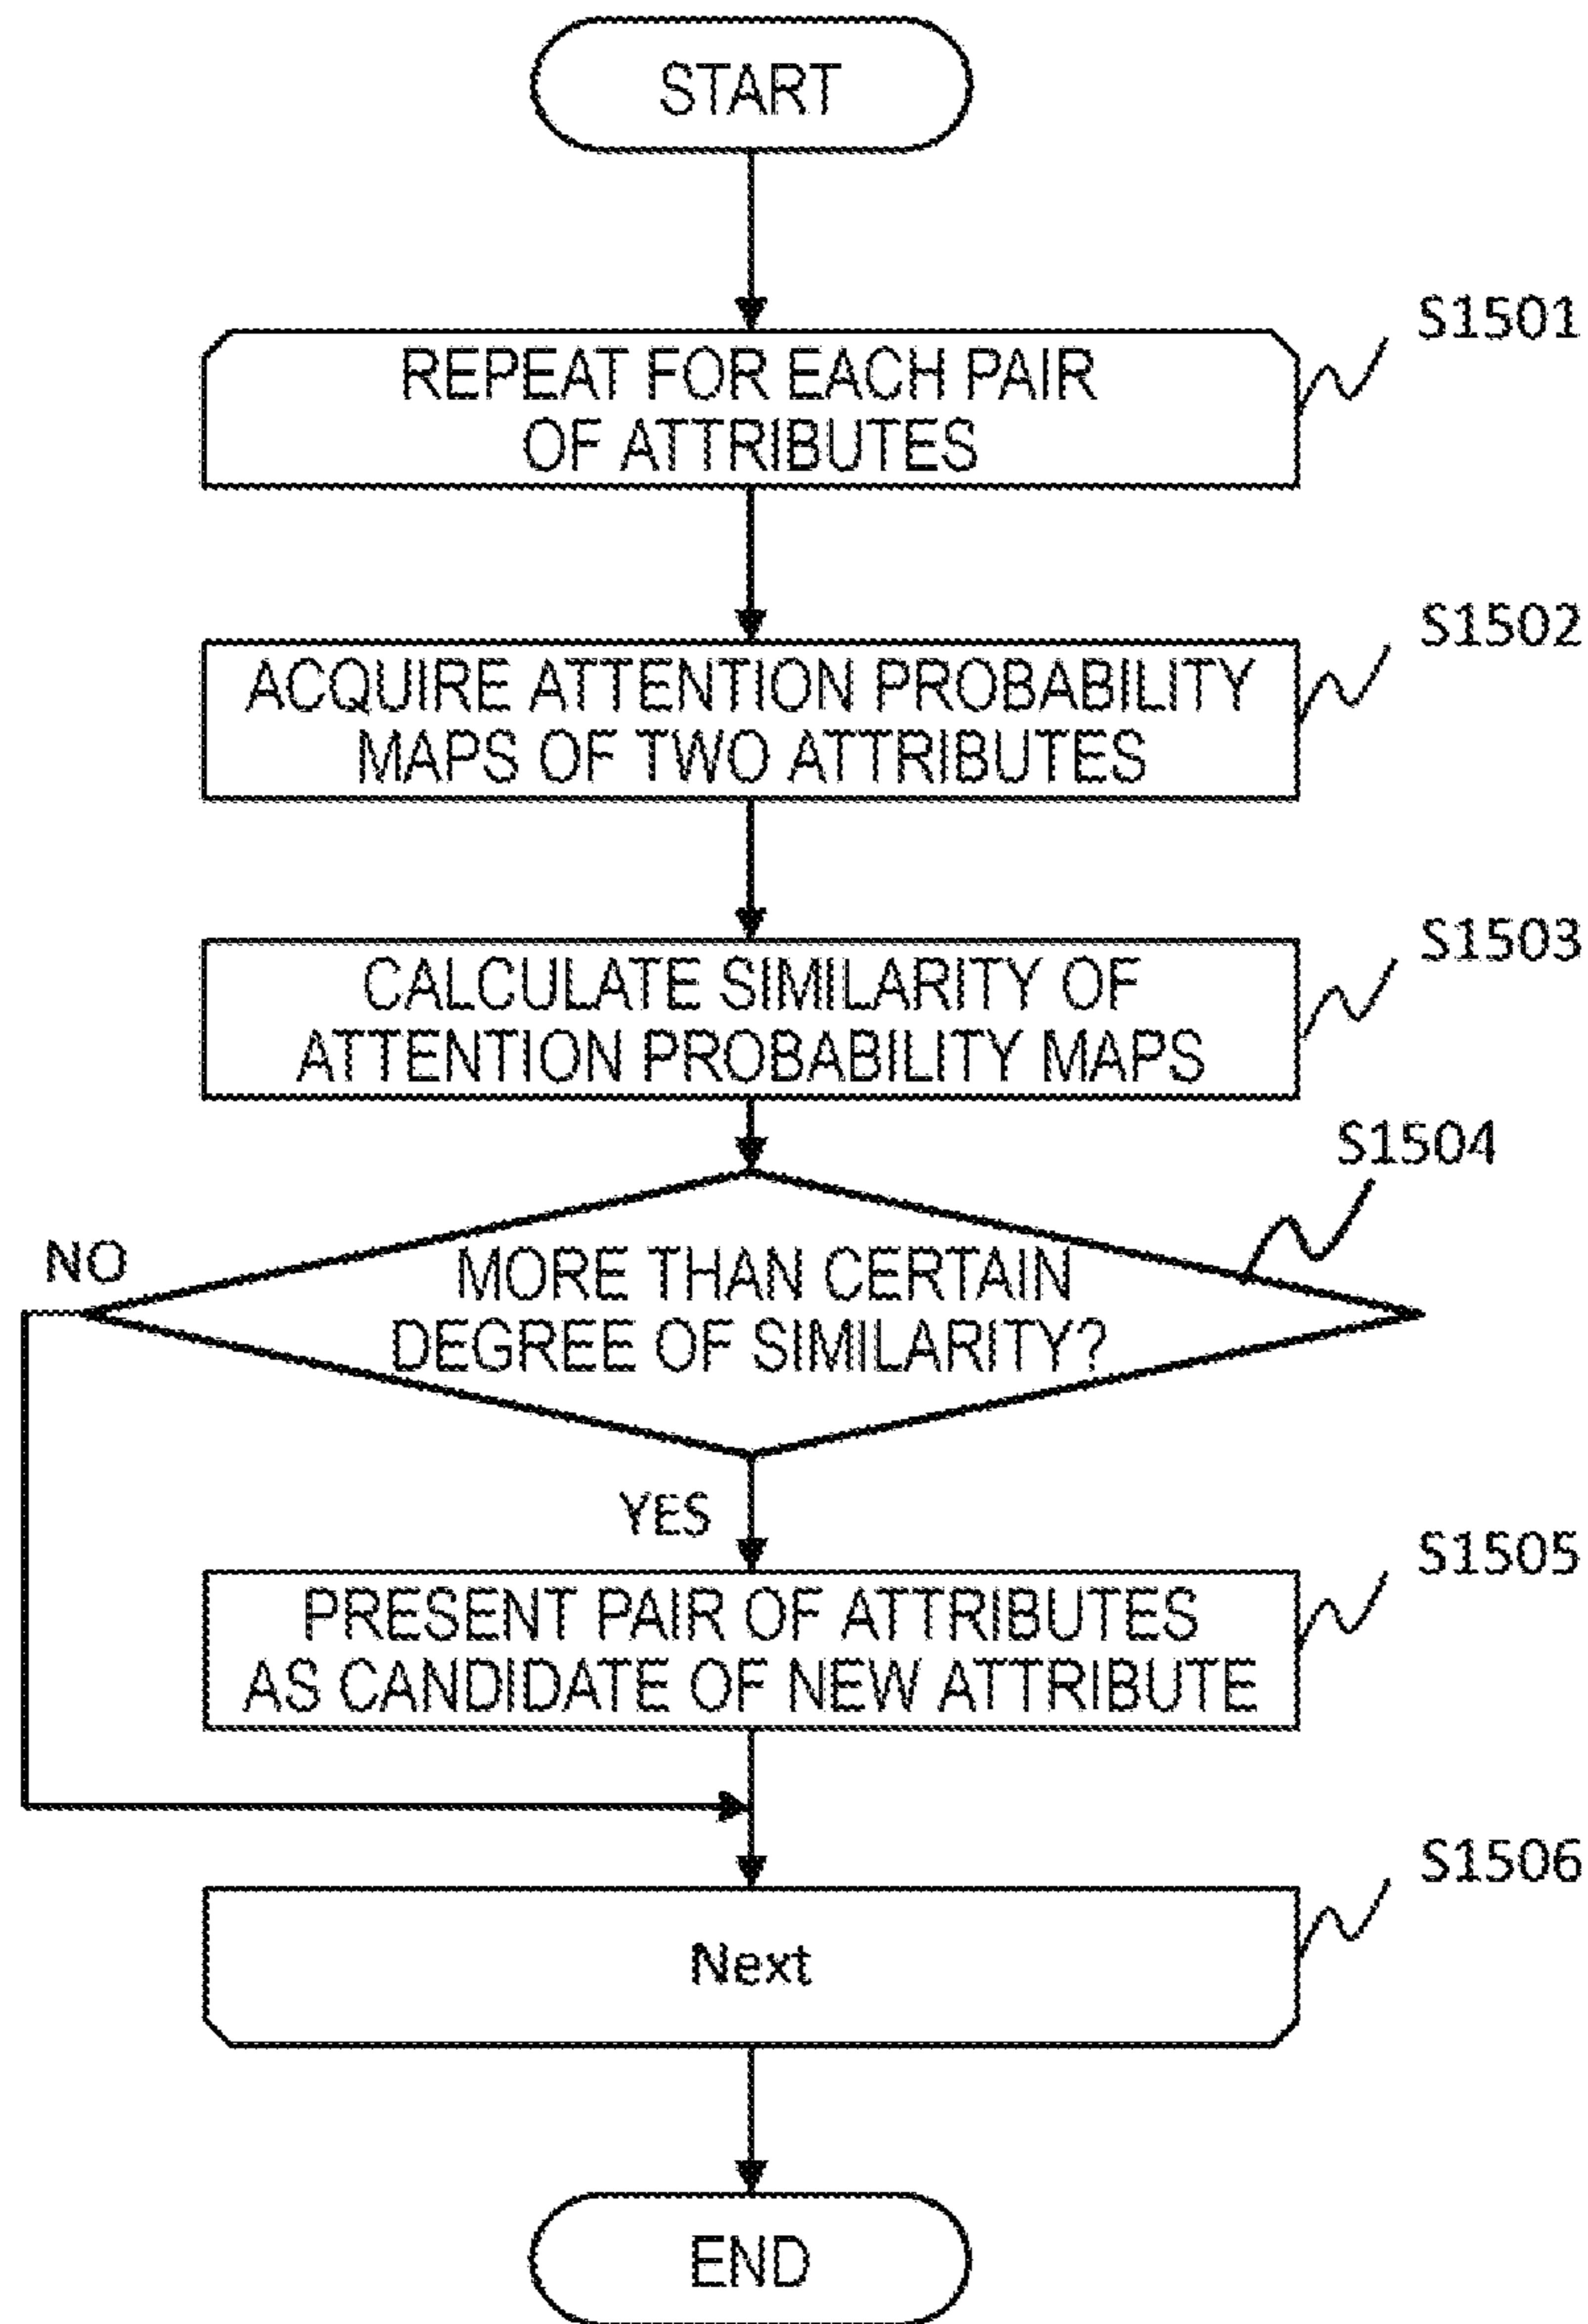 START
S1501
REPEAT FOR EACH PAIR
OF ATTRIBUTES
S1502
ACQUIRE ATTENTION PROBABILITY
MAPS OF TWO ATTRIBUTES
S1503
CALCULATE SIMILARITY OF
ATTENTION PROBABILITY MAPS
S1504
NO
MORE THAN CERTAIN
DEGREE OF SIMILARITY?
YES
S1505
PRESENT PAIR OF ATTRIBUTES
AS CANDIDATE OF NEW ATTRIBUTE
S1506
Next
END